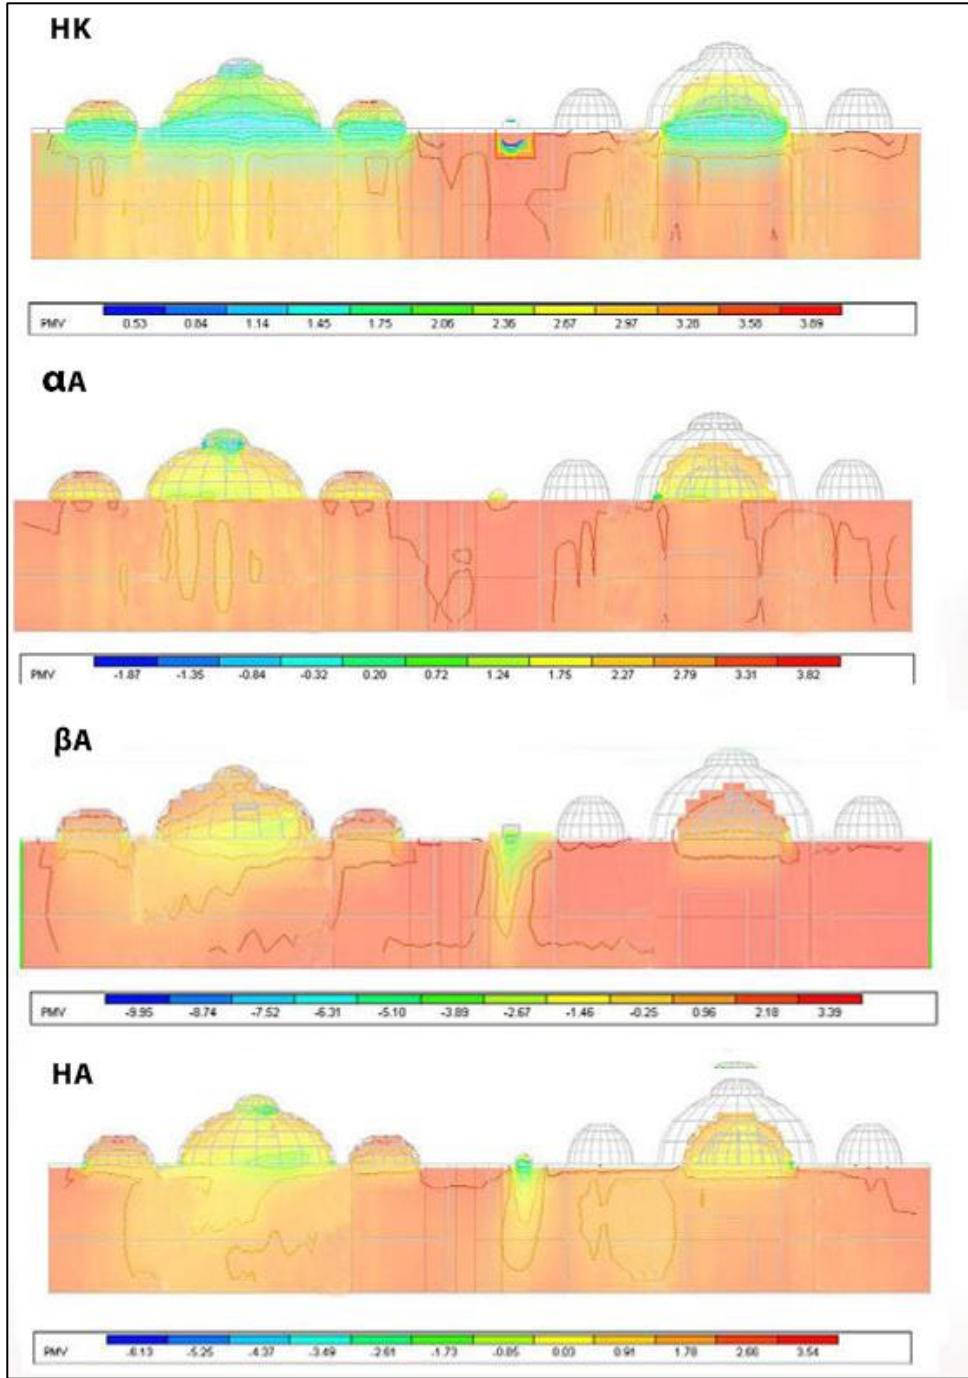 HK
PMV 0.53 0.84 1.14 1.45 1.75 2.06 2.36 2.67 2.97 3.28 3.58 3.89
αA
PMV -1.87 -1.35 -0.84 -0.32 0.20 0.72 1.24 1.75 2.27 2.79 3.31 3.82
βA
PMV -9.95 -8.74 -7.52 -6.31 -5.10 -3.89 -2.67 -1.46 -0.25 0.96 2.18 3.39
HA
PMV -6.13 -5.25 -4.37 -3.49 -2.61 -1.73 -0.85 0.03 0.91 1.78 2.66 3.54